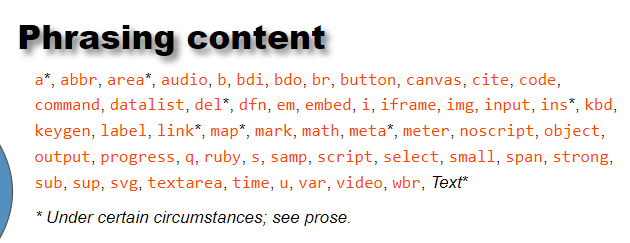 Phrasing content
a*, abbr, area*, audio, b, bdi, bdo, br, button, canvas, cite, code,
command, datalist, del*, dfn, em, embed, i, iframe, img, input, ins*, kbd,
keygen, label, link*, map*, mark, math, meta*, meter, noscript, object,
output, progress, q, ruby, s, samp, script, select, small, span, strong,
sub, sup, svg, textarea, time, u, var, video, wbr, Text*
* Under certain circumstances; see prose.